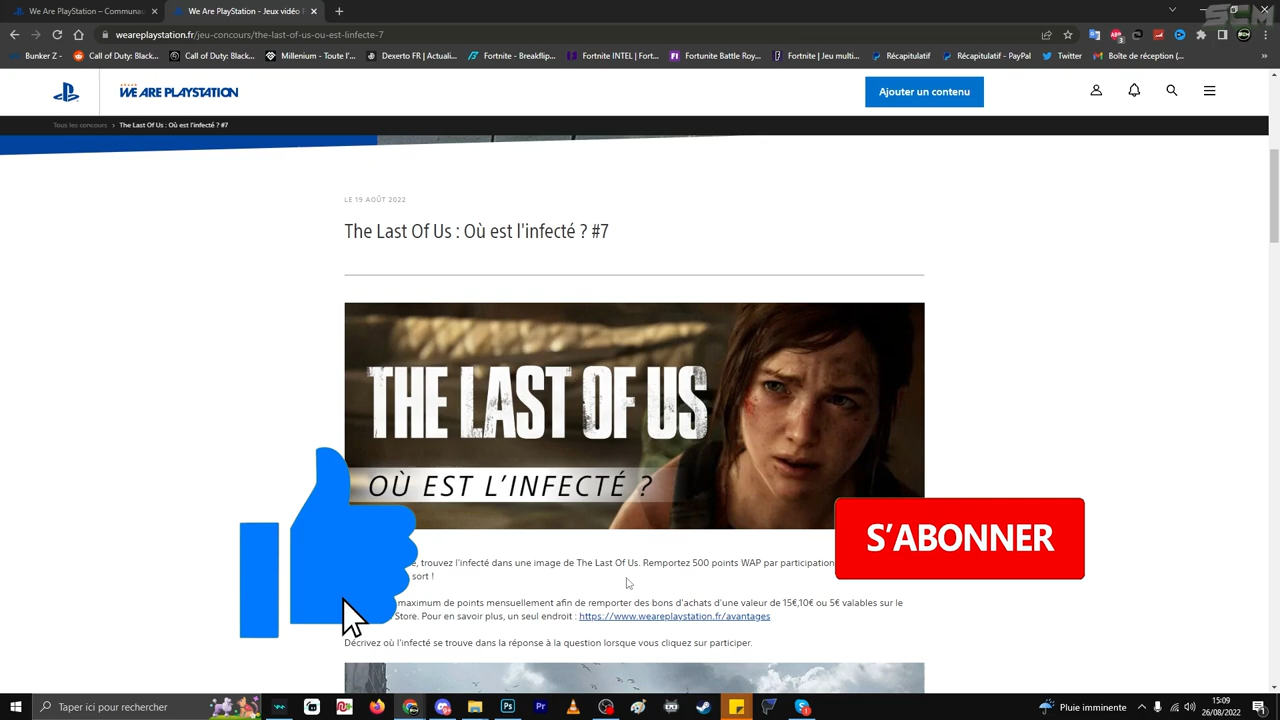 We Are PlayStation – Communau
We Are PlayStation - Jeux vidéo P
weareplaystation.fr/jeu-concours/the-last-of-us-ou-est-infecte-7
Bunker Z -
Call of Duty: Black...
Call-of-Duty: Blac...
Millenium - Toute l'...
Dexerto FR | Actuali...
Fortnite - Breakflip...
Fortnite INTEL | Fort...
Fortunite Battle Roy...
Fortnite | Jeu multi...
Récapitulatif
Récapitulatif - PayPal
Twitter
Boîte de réception (...
WE ARE PLAYSTATION
Ajouter un contenu
Tous les concours > The Last Of Us : Où est l'infecté ? #7
LE 19 AOÛT 2022
The Last Of Us : Où est l'infecté ? #7
THE LAST OF US
OÙ EST L'INFECTÉ ?
, trouvez l'infecté dans une image de The Last Of Us. Remportez 500 points WAP par participation
sort !
maximum de points mensuellement afin de remporter des bons d'achats d'une valeur de 15€,10€ ou 5€ valables sur le
Store. Pour en savoir plus, un seul endroit : https://www.weareplaystation.fr/avantages
Décrivez où l'infecté se trouve dans la réponse à la question lorsque vous cliquez sur participer.
S'ABONNER
Taper ici pour rechercher
Pluie imminente
15:09
26/08/2022